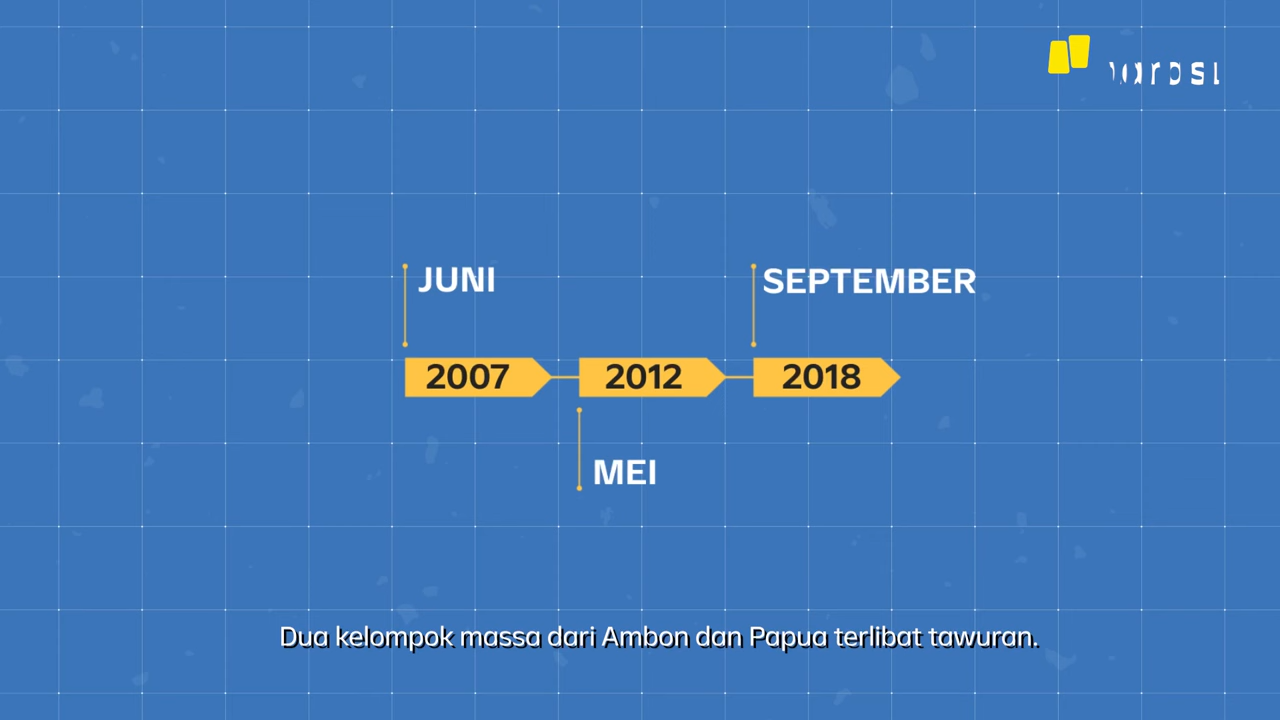 JUNI
SEPTEMBER
2007
2012
2018
MEI
Dua kelompok massa dari Ambon dan Papua terlibat tawuran.